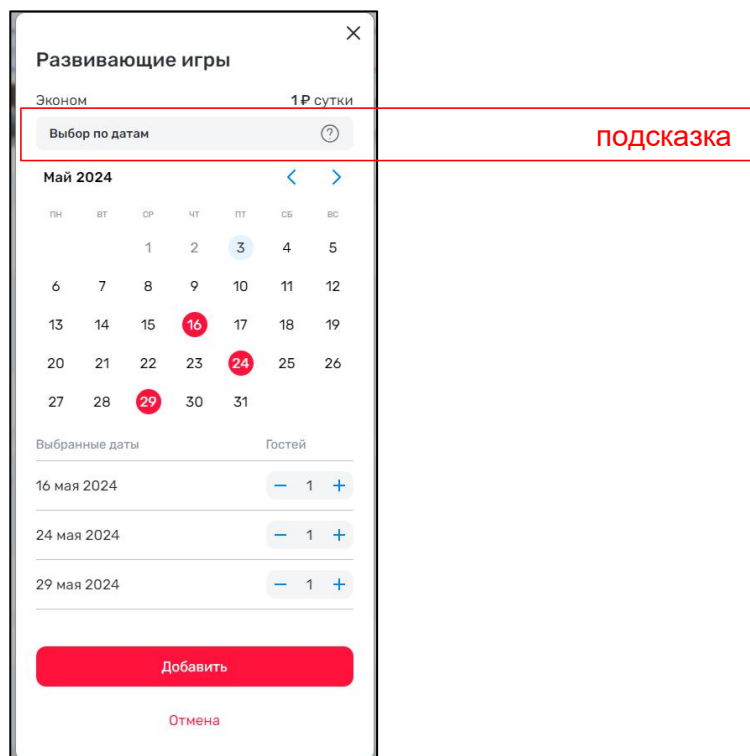 Развивающие игры
Эконом 1 ₽ сутки
Выбор по датам ?
подсказка
Май 2024
ПН ВТ СР ЧТ ПТ СБ ВС
1 2 3 4 5
6 7 8 9 10 11 12
13 14 15 16 17 18 19
20 21 22 23 24 25 26
27 28 29 30 31
Выбранные даты Гостей
16 мая 2024 − 1 +
24 мая 2024 − 1 +
29 мая 2024 − 1 +
Добавить
Отмена